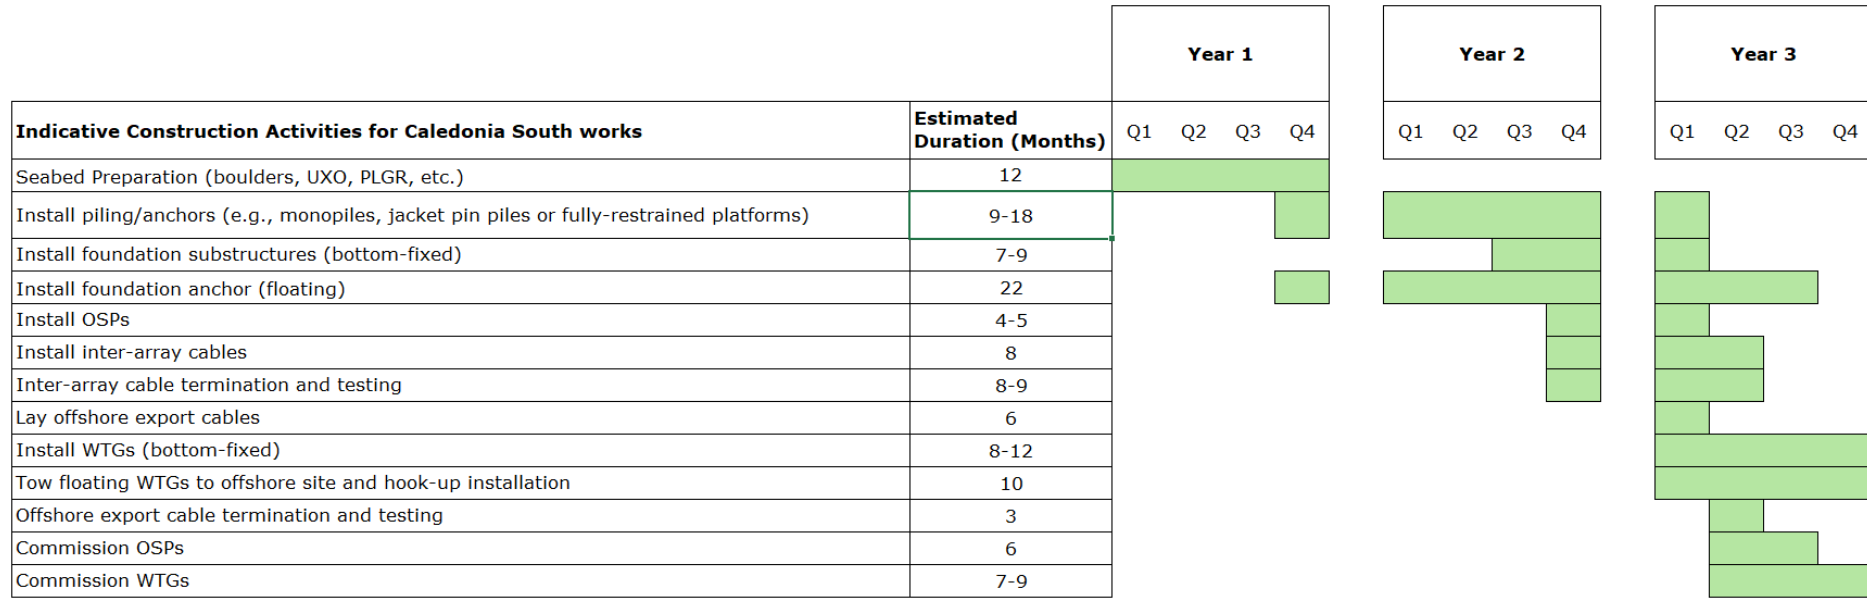 Year 1 Year 2 Year 3
Indicative Construction Activities for Caledonia South works Estimated Duration (Months) Q1 Q2 Q3 Q4 Q1 Q2 Q3 Q4 Q1 Q2 Q3 Q4
Seabed Preparation (boulders, UXO, PLGR, etc.) 12
Install piling/anchors (e.g., monopiles, jacket pin piles or fully-restrained platforms) 9-18
Install foundation substructures (bottom-fixed) 7-9
Install foundation anchor (floating) 22
Install OSPs 4-5
Install inter-array cables 8
Inter-array cable termination and testing 8-9
Lay offshore export cables 6
Install WTGs (bottom-fixed) 8-12
Tow floating WTGs to offshore site and hook-up installation 10
Offshore export cable termination and testing 3
Commission OSPs 6
Commission WTGs 7-9